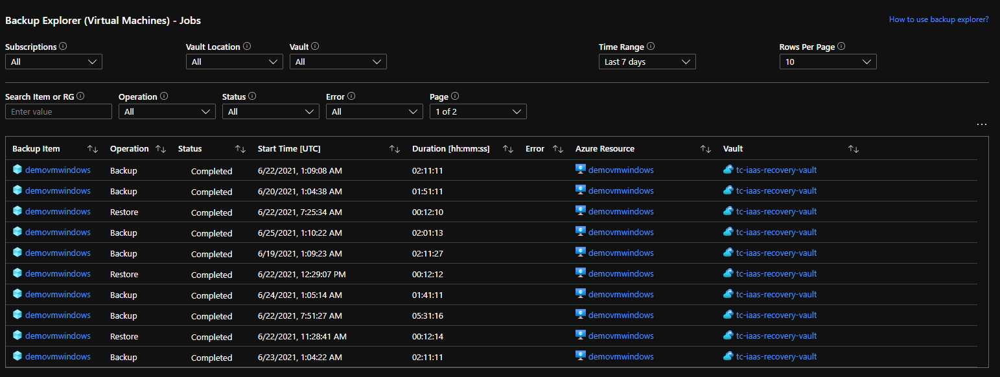 Backup Explorer (Virtual Machines) - Jobs How to use backup explorer?
Subscriptions Vault Location Vault Time Range Rows Per Page
All All All Last 7 days 10
Search Item or RG Operation Status Error Page
Enter value All All All 1 of 2
...
Backup Item Operation Status Start Time [UTC] Duration [hh:mm:ss] Error Azure Resource Vault
demovmwindows Backup Completed 6/22/2021, 1:09:08 AM 02:11:11 demovmwindows tc-iaas-recovery-vault
demovmwindows Backup Completed 6/20/2021, 1:04:38 AM 01:51:11 demovmwindows tc-iaas-recovery-vault
demovmwindows Restore Completed 6/22/2021, 7:25:34 AM 00:12:10 demovmwindows tc-iaas-recovery-vault
demovmwindows Backup Completed 6/25/2021, 1:10:22 AM 02:01:13 demovmwindows tc-iaas-recovery-vault
demovmwindows Backup Completed 6/19/2021, 1:09:23 AM 02:11:27 demovmwindows tc-iaas-recovery-vault
demovmwindows Restore Completed 6/22/2021, 12:29:07 PM 00:12:12 demovmwindows tc-iaas-recovery-vault
demovmwindows Backup Completed 6/24/2021, 1:05:14 AM 01:41:11 demovmwindows tc-iaas-recovery-vault
demovmwindows Backup Completed 6/22/2021, 7:51:27 AM 05:31:16 demovmwindows tc-iaas-recovery-vault
demovmwindows Restore Completed 6/22/2021, 11:28:41 AM 00:12:14 demovmwindows tc-iaas-recovery-vault
demovmwindows Backup Completed 6/23/2021, 1:04:22 AM 02:11:11 demovmwindows tc-iaas-recovery-vault